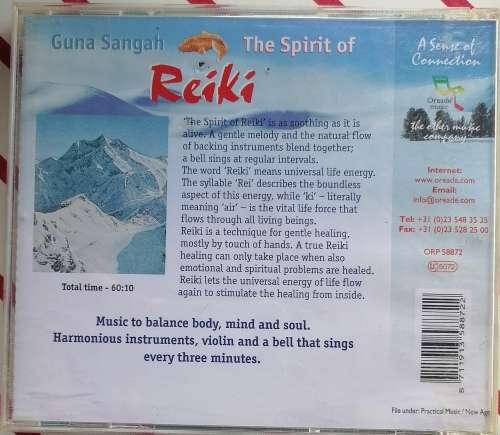 Guna Sangah
The Spirit of
Reiki
'The Spirit of Reiki' is as soothing as it is
alive. A gentle melody and the natural flow
of backing instruments blend together;
a bell sings at regular intervals.
The word 'Reiki' means universal life energy.
The syllable 'Rei' describes the boundless
aspect of this energy, while 'ki' – literally
meaning 'air' – is the vital life force that
flows through all living beings.
Reiki is a technique for gentle healing,
mostly by touch of hands. A true Reiki
healing can only take place when also
emotional and spiritual problems are healed.
Reiki lets the universal energy of life flow
again to stimulate the healing from inside.
Total time - 60:10
Music to balance body, mind and soul.
Harmonious instruments, violin and a bell that sings
every three minutes.
A Sense of
Connection
Oreade
music
the other music
company
Internet:
www.oreade.com
Email:
info@oreade.com
Tel: +31 (0)23 548 35 35
Fax: +31 (0)23 528 25 00
ORP 58872
LC 6072
8 711913 588722
File under: Practical Music / New Age